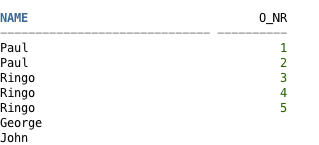 NAME O_NR
------------------------------ ----------
Paul 1
Paul 2
Ringo 3
Ringo 4
Ringo 5
George
John